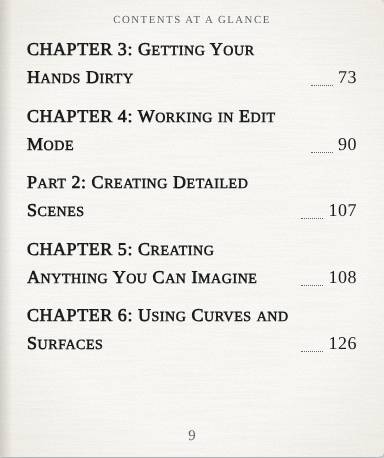 CONTENTS AT A GLANCE
CHAPTER 3: GETTING YOUR
HANDS DIRTY ........ 73
CHAPTER 4: WORKING IN EDIT
MODE ........ 90
PART 2: CREATING DETAILED
SCENES ........ 107
CHAPTER 5: CREATING
ANYTHING YOU CAN IMAGINE ........ 108
CHAPTER 6: USING CURVES AND
SURFACES ........ 126
9